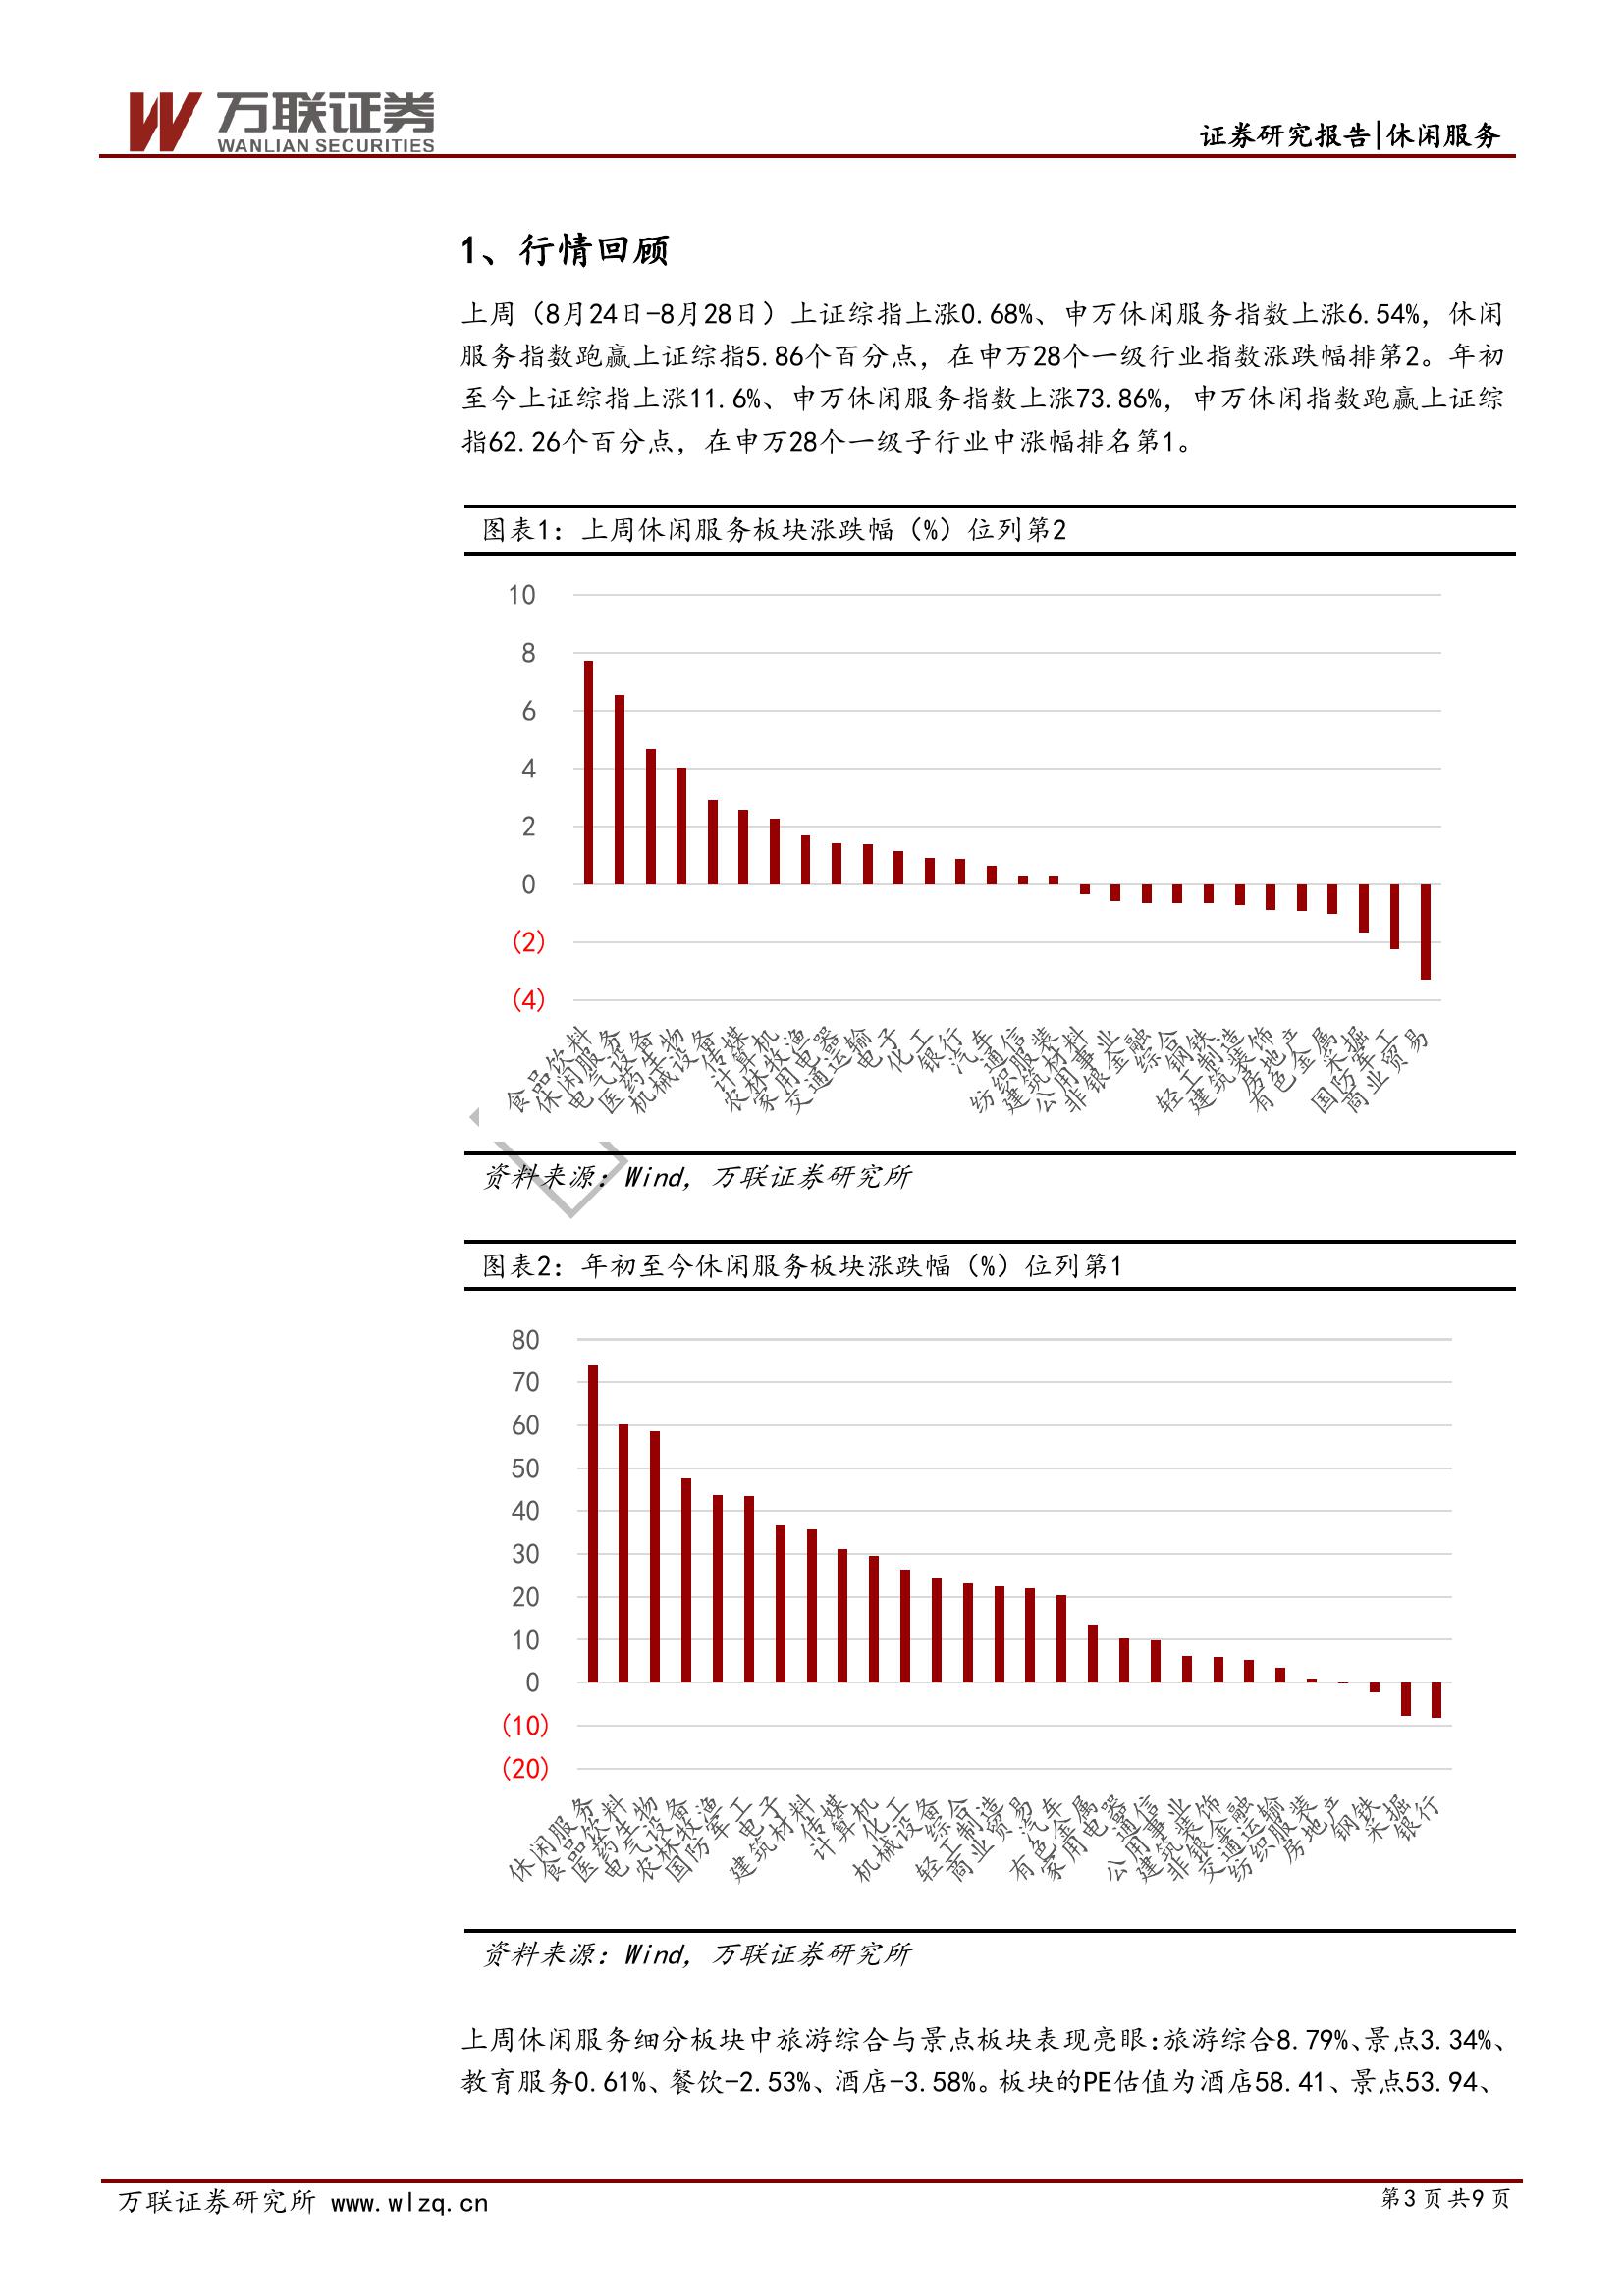 万联证券
WANLIAN SECURITIES
证券研究报告|休闲服务
1、行情回顾
上周（8月24日-8月28日）上证综指上涨0.68%、申万休闲服务指数上涨6.54%，休闲
服务指数跑赢上证综指5.86个百分点，在申万28个一级行业指数涨跌幅排第2。年初
至今上证综指上涨11.6%、申万休闲服务指数上涨73.86%，申万休闲指数跑赢上证综
指62.26个百分点，在申万28个一级子行业中涨幅排名第1。
图表1：上周休闲服务板块涨跌幅（%）位列第2
10
8
6
4
2
0
(2)
(4)
食品饮料
休闲服务
电气设备
医药生物
机械设备
传媒
计算机
农林牧渔
家用电器
交通运输
电子
化工
银行
汽车
通信
纺织服装
建筑材料
公用事业
非银金融
综合
钢铁
轻工制造
建筑装饰
房地产
有色金属
采掘
国防军工
商业贸易
资料来源：Wind，万联证券研究所
图表2：年初至今休闲服务板块涨跌幅（%）位列第1
80
70
60
50
40
30
20
10
0
(10)
(20)
休闲服务
食品饮料
医药生物
电气设备
农林牧渔
国防军工
电子
建筑材料
传媒
计算机
化工
机械设备
综合
轻工制造
商业贸易
汽车
有色金属
家用电器
通信
公用事业
建筑装饰
非银金融
交通运输
纺织服装
房地产
钢铁
采掘
银行
资料来源：Wind，万联证券研究所
上周休闲服务细分板块中旅游综合与景点板块表现亮眼：旅游综合8.79%、景点3.34%、
教育服务0.61%、餐饮-2.53%、酒店-3.58%。板块的PE估值为酒店58.41、景点53.94、
万联证券研究所 www.wlzq.cn
第3页共9页